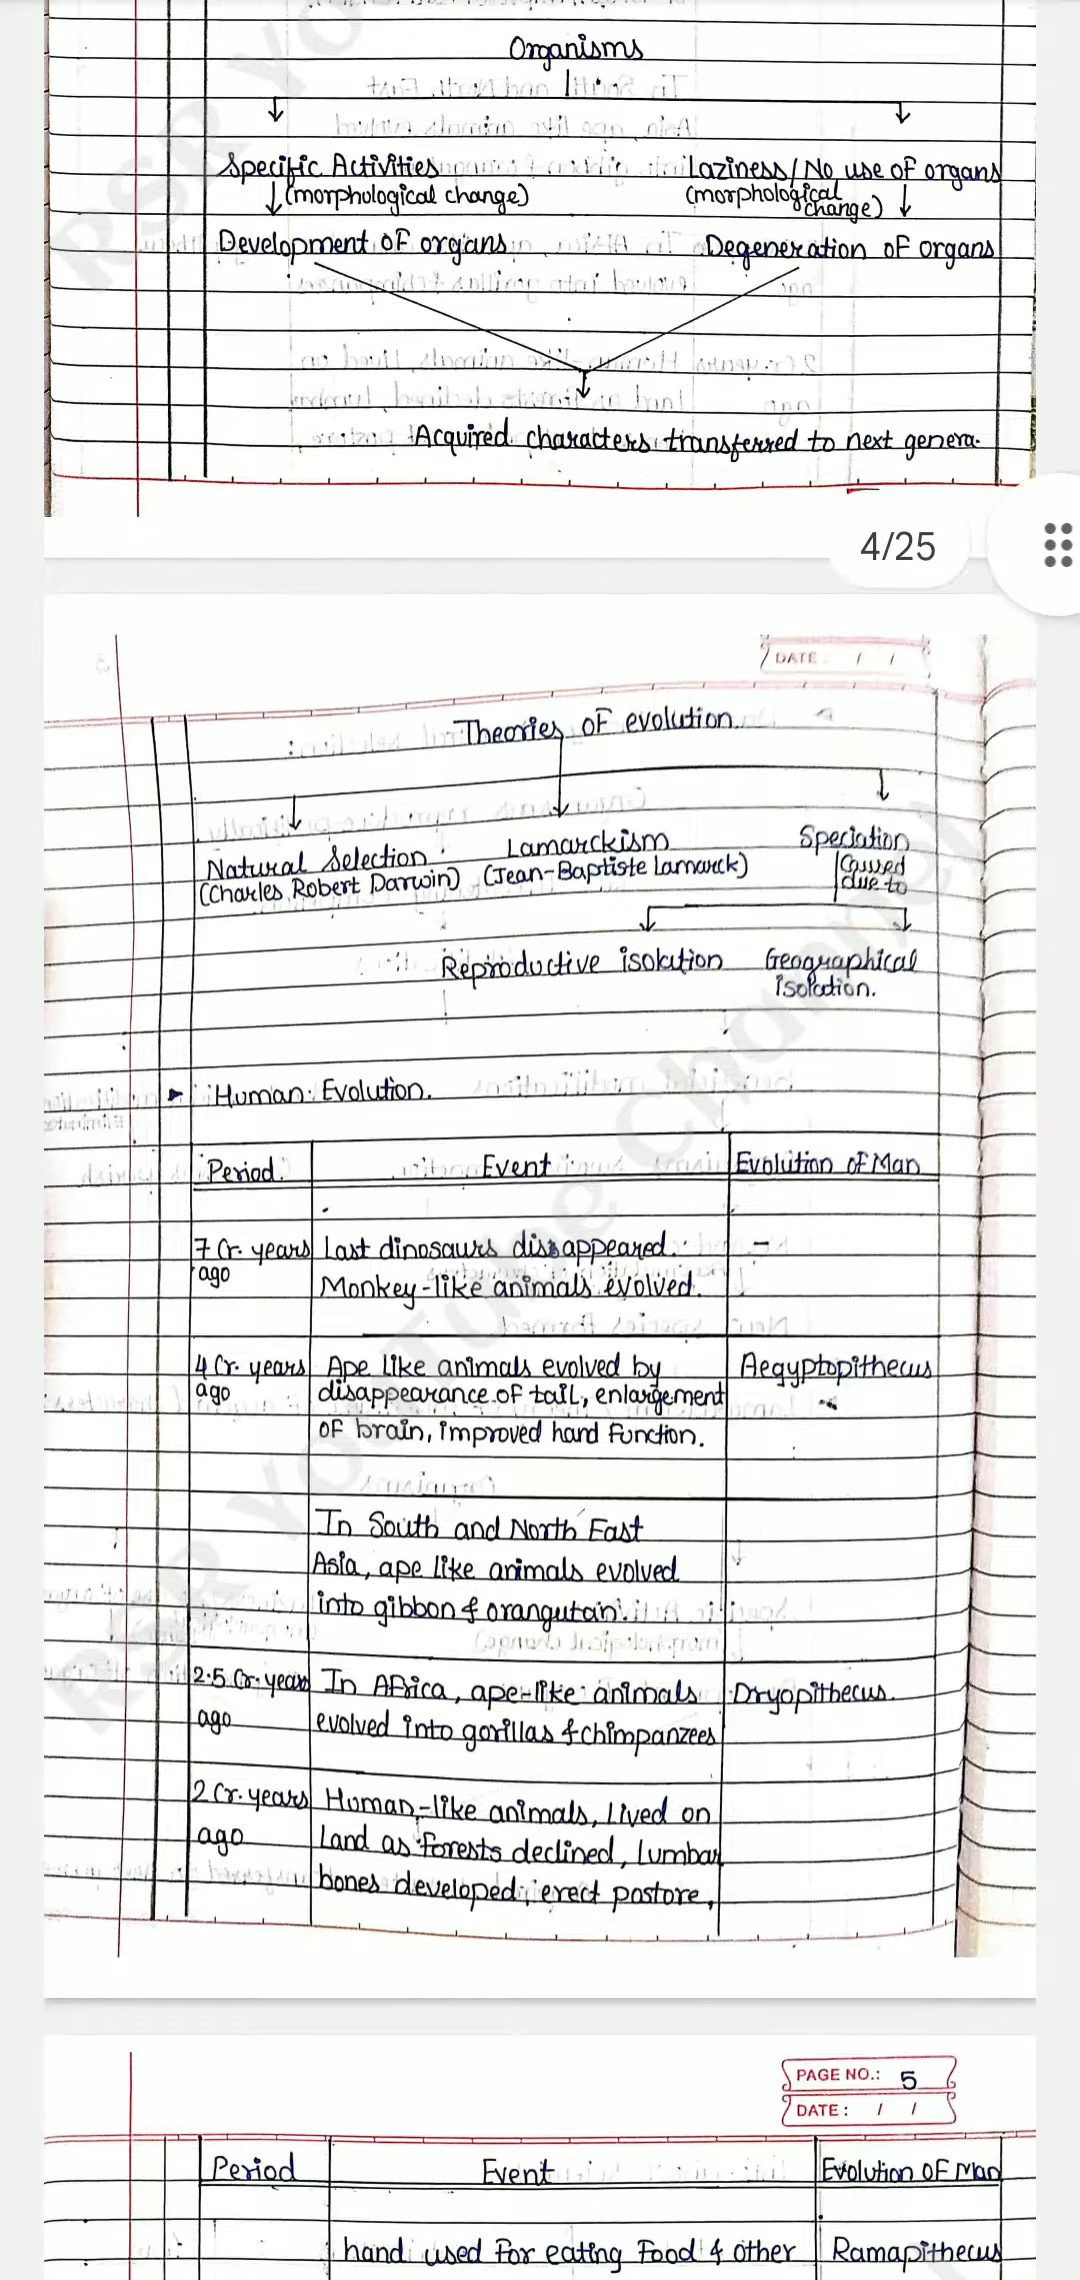 Organisms
Specific Activities Laziness/No use of organs
(morphological change) (morphological change)
Development of organs Degeneration of organs
Acquired characters transferred to next genera.
4/25
DATE / /
Theories of evolution.
Natural Selection Lamarckism Speciation
(Charles Robert Darwin) (Jean-Baptiste Lamarck) Caused due to
Reproductive isolation Geographical isolation.
Human Evolution.
Period. Event Evolution of Man
7 Cr. years Last dinosaurs dissappeared. -
ago Monkey-like animals evolved.
4 Cr. years Ape like animals evolved by Aegyptopithecus
ago disappearance of tail, enlargement
of brain, improved hand function.
In South and North East
Asia, ape like animals evolved
into gibbon & orangutan.
2.5 Cr. years In Africa, ape-like animals Dryopithecus.
ago evolved into gorillas & chimpanzees
2 Cr. years Human-like animals, Lived on
ago Land as forests declined, Lumbar
bones developed, erect postore,
PAGE NO.: 5
DATE : / /
Period Event Evolution of Man
hand used for eating food & other Ramapithecus
RSR YouTube Channel